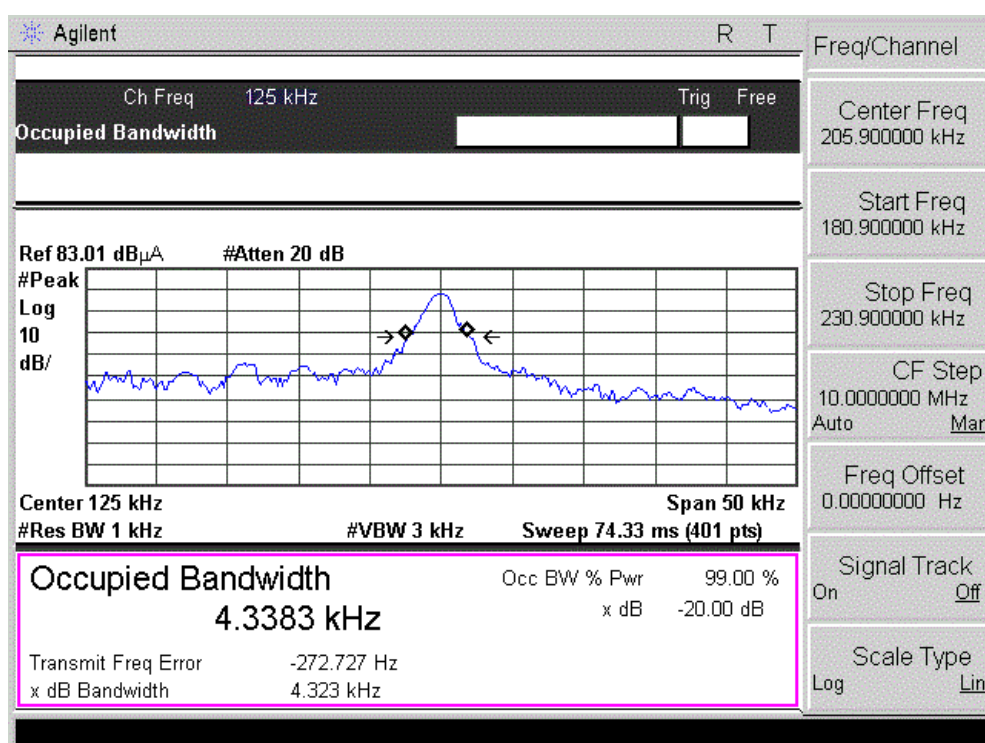 Agilent R T
Ch Freq 125 kHz Trig Free
Occupied Bandwidth
Ref 83.01 dBµA #Atten 20 dB
#Peak
Log
10
dB/
Center 125 kHz Span 50 kHz
#Res BW 1 kHz #VBW 3 kHz Sweep 74.33 ms (401 pts)
Occupied Bandwidth
4.3383 kHz
Occ BW % Pwr 99.00 %
x dB -20.00 dB
Transmit Freq Error -272.727 Hz
x dB Bandwidth 4.323 kHz
Freq/Channel
Center Freq
205.900000 kHz
Start Freq
180.900000 kHz
Stop Freq
230.900000 kHz
CF Step
10.0000000 MHz
Auto Man
Freq Offset
0.00000000 Hz
Signal Track
On Off
Scale Type
Log Lin